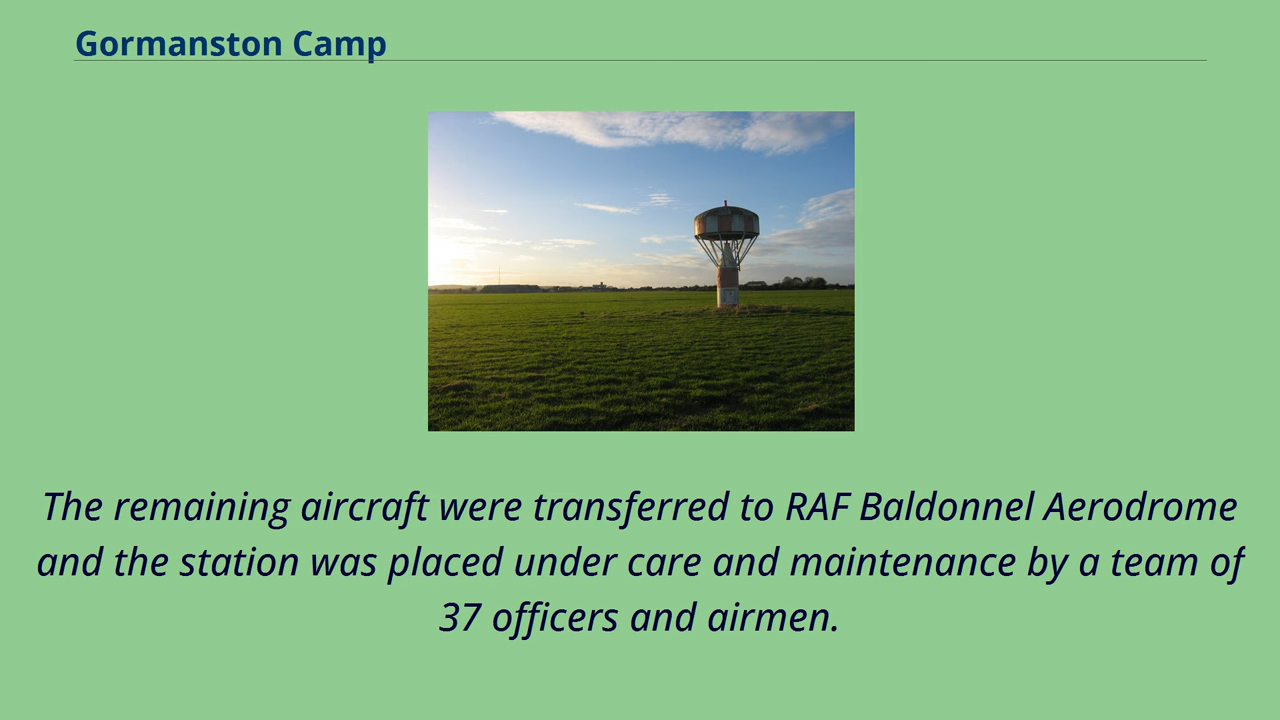 Gormanston Camp
The remaining aircraft were transferred to RAF Baldonnel Aerodrome
and the station was placed under care and maintenance by a team of
37 officers and airmen.